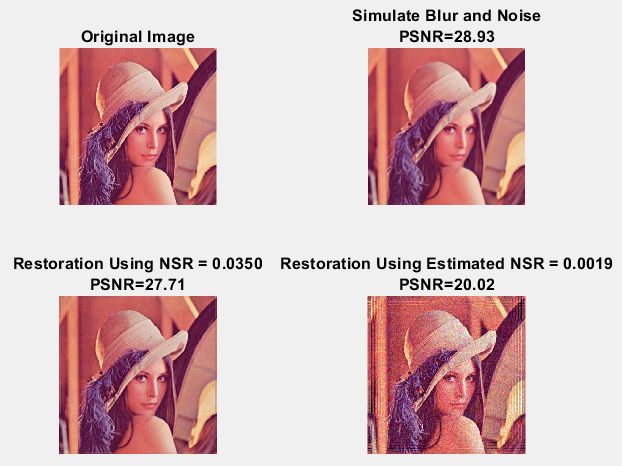 Original Image
Simulate Blur and Noise
PSNR=28.93
Restoration Using NSR = 0.0350
PSNR=27.71
Restoration Using Estimated NSR = 0.0019
PSNR=20.02